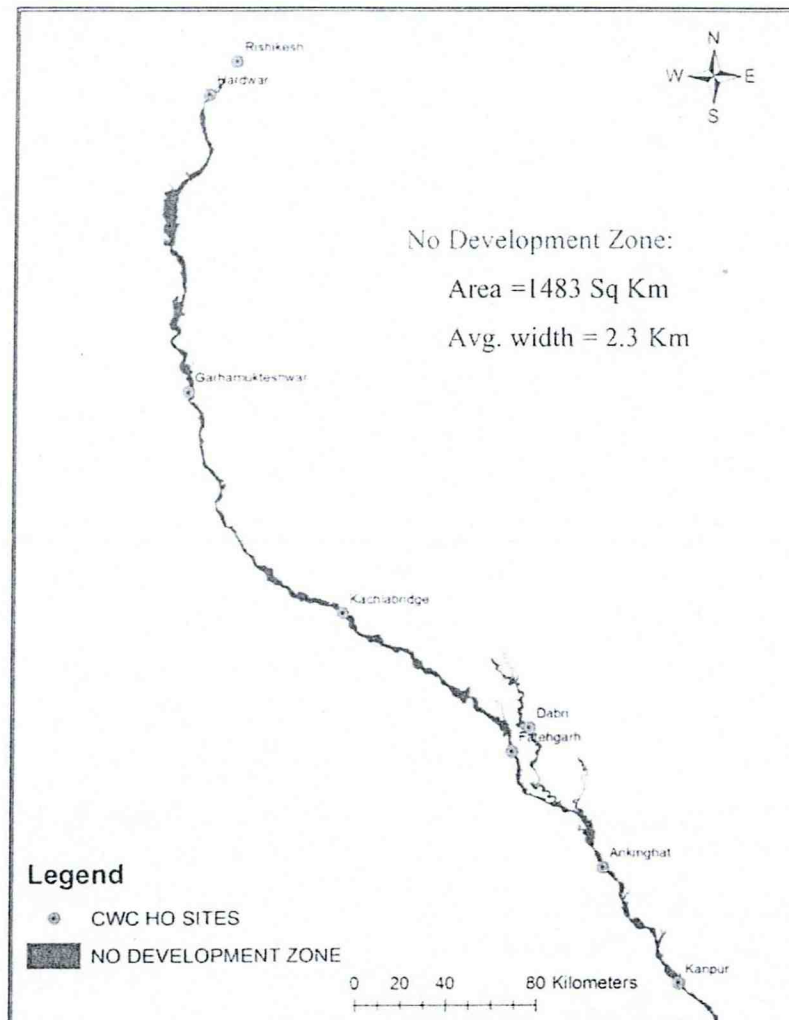 N
W E
S
Rishikesh
Hardwar
No Development Zone:
Area =1483 Sq Km
Avg. width = 2.3 Km
Garhamukteshwar
Kachlabridge
Dabri
Fatehgarh
Ankinghat
Kanpur
Legend
CWC HO SITES
NO DEVELOPMENT ZONE
0 20 40 80 Kilometers